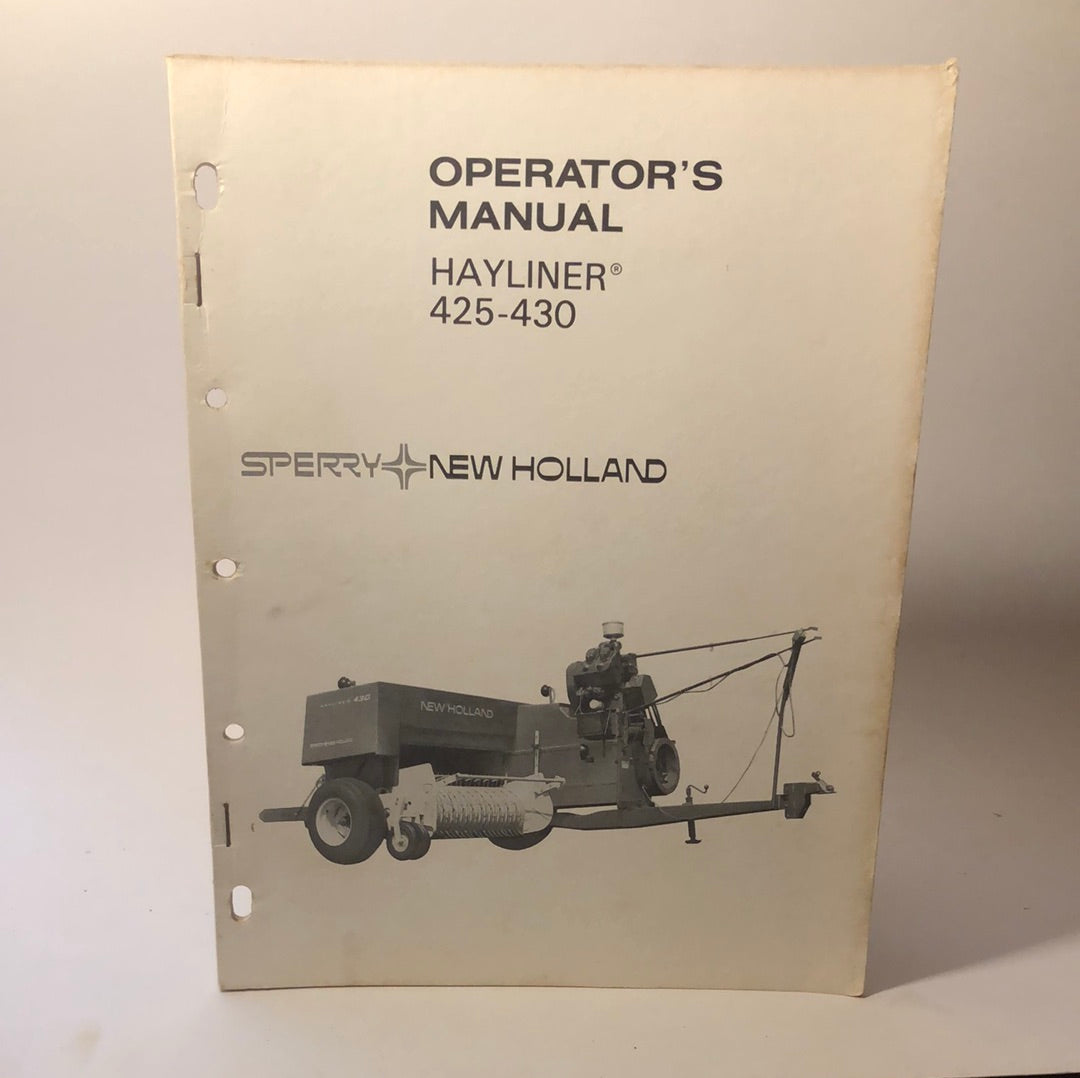 OPERATOR'S
MANUAL
HAYLINER®
425-430
SPERRY NEW HOLLAND
430
NEW HOLLAND